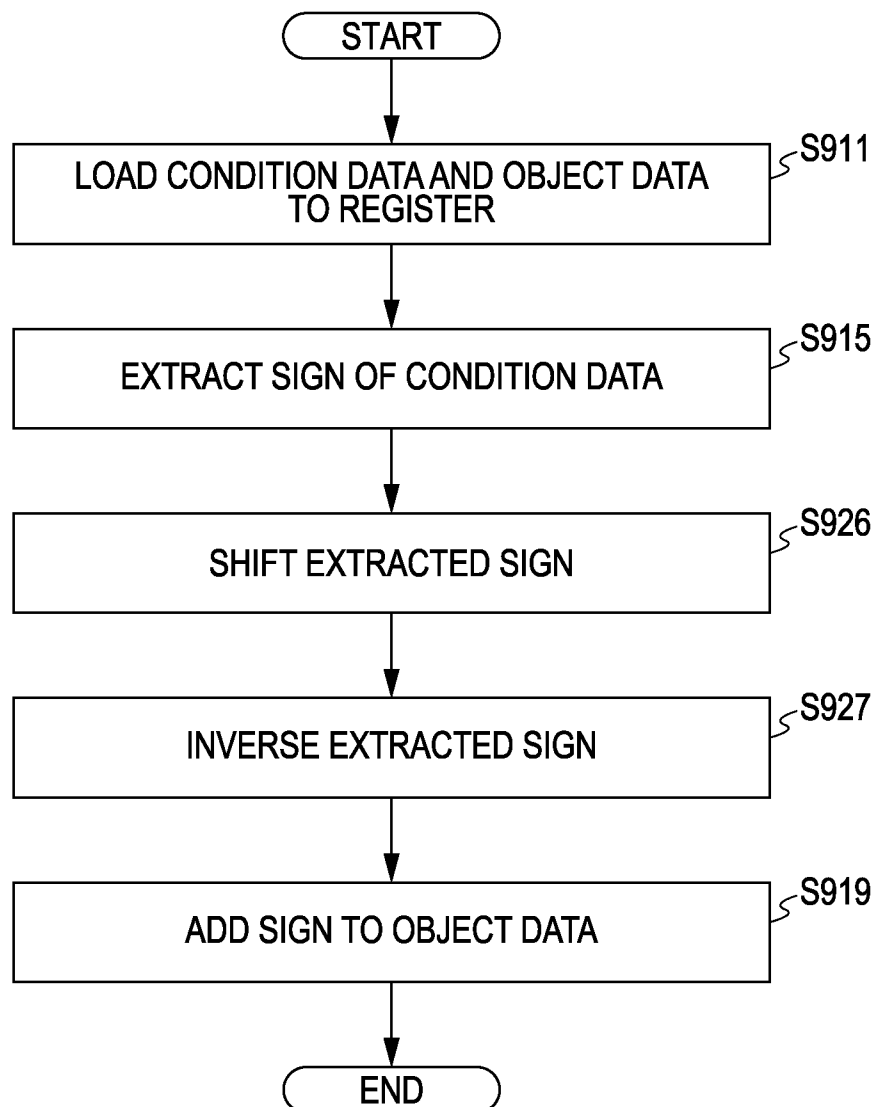 START
S911
LOAD CONDITION DATA AND OBJECT DATA
TO REGISTER
S915
EXTRACT SIGN OF CONDITION DATA
S926
SHIFT EXTRACTED SIGN
S927
INVERSE EXTRACTED SIGN
S919
ADD SIGN TO OBJECT DATA
END